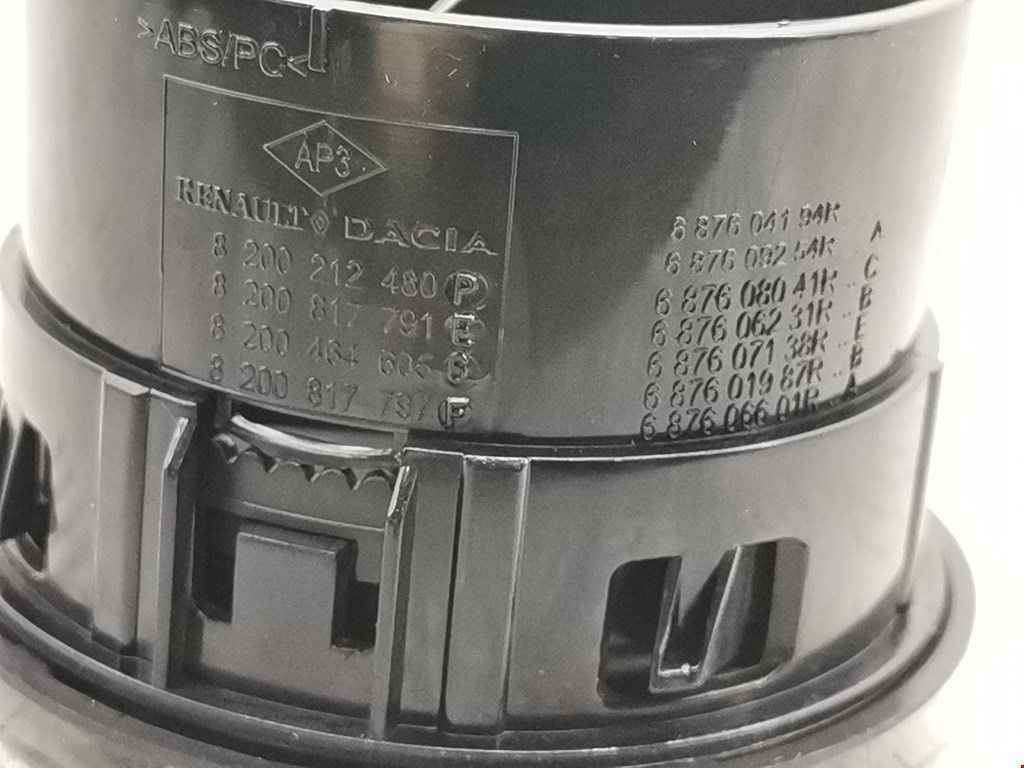 >ABS/PC<
AP3
RENAULT DACIA
8 200 212 480 P
8 200 817 791 E
8 200 464 606 G
8 200 817 797 F
6 876 041 94R A
6 876 092 54R
6 876 080 41R C
6 876 062 31R B
6 876 071 38R E
6 876 019 87R B
6 876 066 01R A